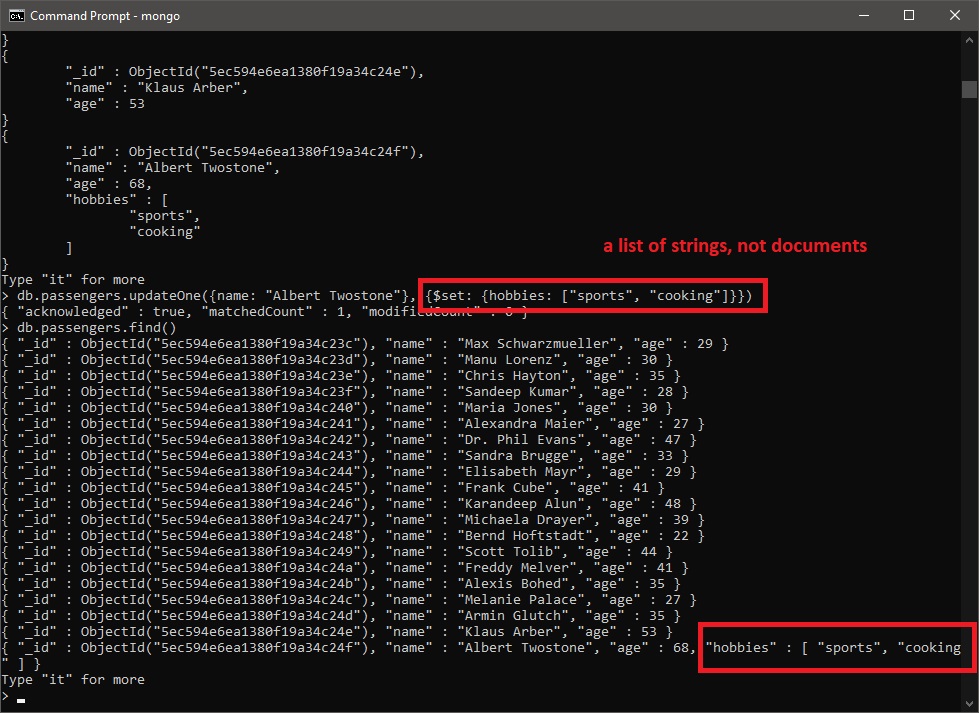 Command Prompt - mongo
}
{
"_id" : ObjectId("5ec594e6ea1380f19a34c24e"),
"name" : "Klaus Arber",
"age" : 53
}
{
"_id" : ObjectId("5ec594e6ea1380f19a34c24f"),
"name" : "Albert Twostone",
"age" : 68,
"hobbies" : [
"sports",
"cooking"
]
a list of strings, not documents
}
Type "it" for more
> db.passengers.updateOne({name: "Albert Twostone"}, {$set: {hobbies: ["sports", "cooking"]}})
{ "acknowledged" : true, "matchedCount" : 1, "modifiedCount" : 0 }
> db.passengers.find()
{ "_id" : ObjectId("5ec594e6ea1380f19a34c23c"), "name" : "Max Schwarzmueller", "age" : 29 }
{ "_id" : ObjectId("5ec594e6ea1380f19a34c23d"), "name" : "Manu Lorenz", "age" : 30 }
{ "_id" : ObjectId("5ec594e6ea1380f19a34c23e"), "name" : "Chris Hayton", "age" : 35 }
{ "_id" : ObjectId("5ec594e6ea1380f19a34c23f"), "name" : "Sandeep Kumar", "age" : 28 }
{ "_id" : ObjectId("5ec594e6ea1380f19a34c240"), "name" : "Maria Jones", "age" : 30 }
{ "_id" : ObjectId("5ec594e6ea1380f19a34c241"), "name" : "Alexandra Maier", "age" : 27 }
{ "_id" : ObjectId("5ec594e6ea1380f19a34c242"), "name" : "Dr. Phil Evans", "age" : 47 }
{ "_id" : ObjectId("5ec594e6ea1380f19a34c243"), "name" : "Sandra Brugge", "age" : 33 }
{ "_id" : ObjectId("5ec594e6ea1380f19a34c244"), "name" : "Elisabeth Mayr", "age" : 29 }
{ "_id" : ObjectId("5ec594e6ea1380f19a34c245"), "name" : "Frank Cube", "age" : 41 }
{ "_id" : ObjectId("5ec594e6ea1380f19a34c246"), "name" : "Karandeep Alun", "age" : 48 }
{ "_id" : ObjectId("5ec594e6ea1380f19a34c247"), "name" : "Michaela Drayer", "age" : 39 }
{ "_id" : ObjectId("5ec594e6ea1380f19a34c248"), "name" : "Bernd Hoftstadt", "age" : 22 }
{ "_id" : ObjectId("5ec594e6ea1380f19a34c249"), "name" : "Scott Tolib", "age" : 44 }
{ "_id" : ObjectId("5ec594e6ea1380f19a34c24a"), "name" : "Freddy Melver", "age" : 41 }
{ "_id" : ObjectId("5ec594e6ea1380f19a34c24b"), "name" : "Alexis Bohed", "age" : 35 }
{ "_id" : ObjectId("5ec594e6ea1380f19a34c24c"), "name" : "Melanie Palace", "age" : 27 }
{ "_id" : ObjectId("5ec594e6ea1380f19a34c24d"), "name" : "Armin Glutch", "age" : 35 }
{ "_id" : ObjectId("5ec594e6ea1380f19a34c24e"), "name" : "Klaus Arber", "age" : 53 }
{ "_id" : ObjectId("5ec594e6ea1380f19a34c24f"), "name" : "Albert Twostone", "age" : 68, "hobbies" : [ "sports", "cooking
" ] }
Type "it" for more
>